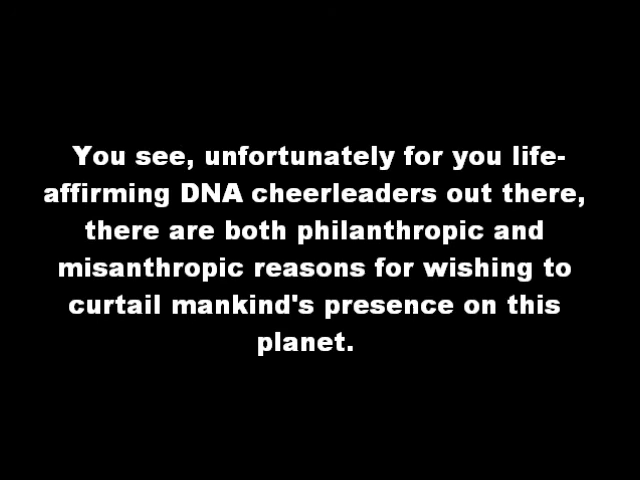 You see, unfortunately for you life-
affirming DNA cheerleaders out there,
there are both philanthropic and
misanthropic reasons for wishing to
curtail mankind's presence on this
planet.